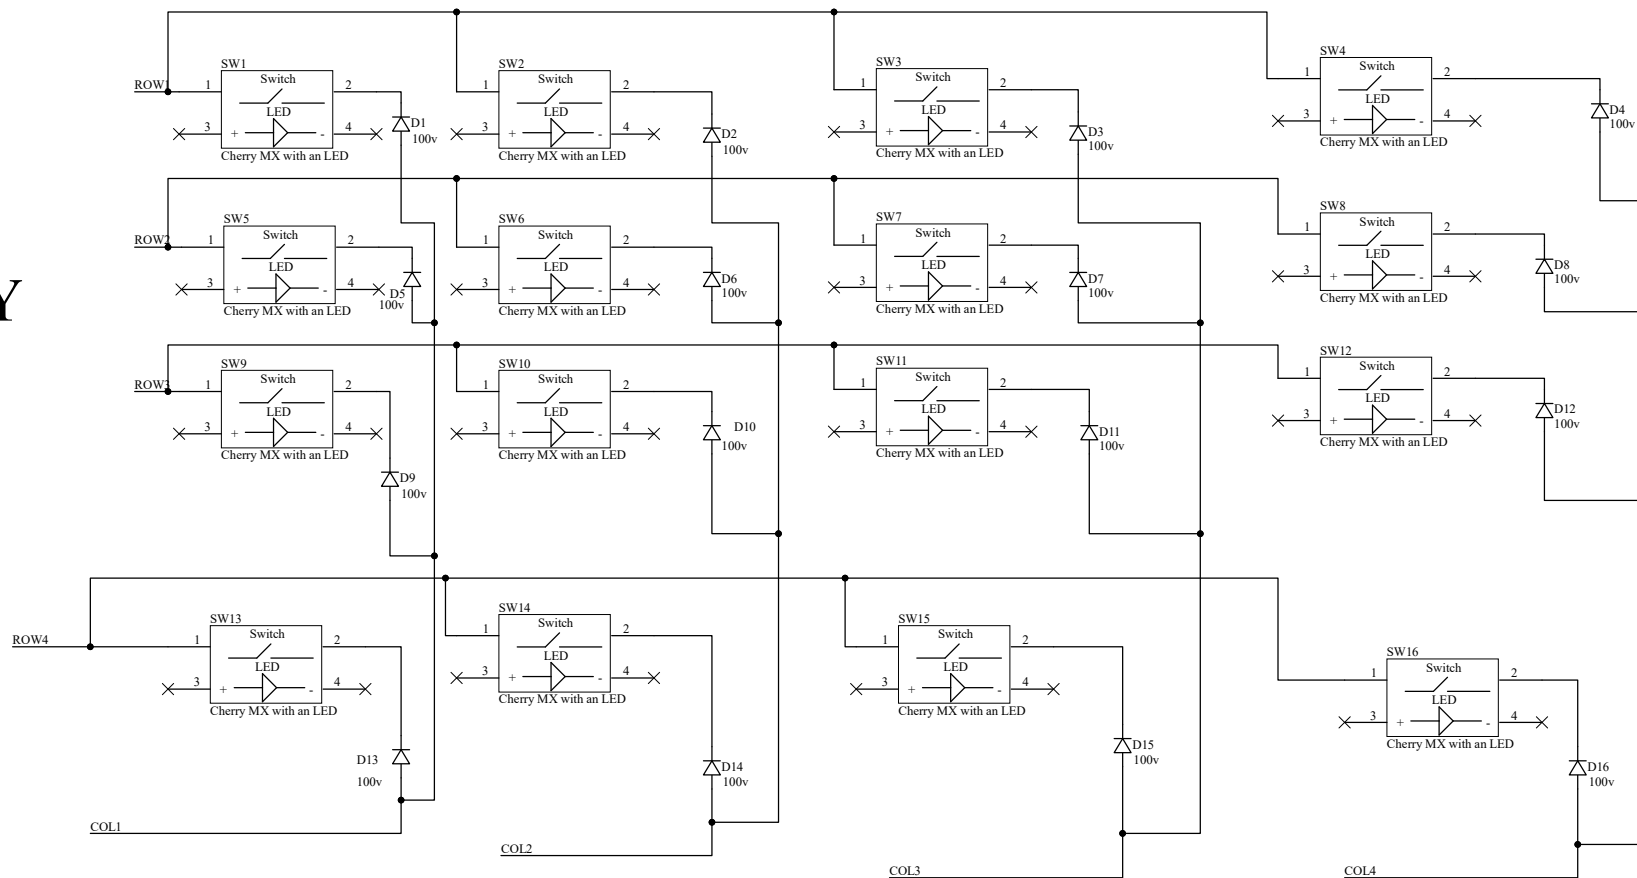 SW1
Switch
ROW1
1
2
LED
3
+
-
4
D1
100v
Cherry MX with an LED
SW2
Switch
1
2
LED
3
+
-
4
D2
100v
Cherry MX with an LED
SW3
Switch
1
2
LED
3
+
-
4
D3
100v
Cherry MX with an LED
SW4
Switch
1
2
LED
3
+
-
4
D4
100v
Cherry MX with an LED
SW5
Switch
ROW2
1
2
LED
3
+
-
4
D5
100v
Cherry MX with an LED
SW6
Switch
1
2
LED
3
+
-
4
D6
100v
Cherry MX with an LED
SW7
Switch
1
2
LED
3
+
-
4
D7
100v
Cherry MX with an LED
SW8
Switch
1
2
LED
3
+
-
4
D8
100v
Cherry MX with an LED
Y
SW9
Switch
ROW3
1
2
LED
3
+
-
4
D9
100v
Cherry MX with an LED
SW10
Switch
1
2
LED
3
+
-
4
D10
100v
Cherry MX with an LED
SW11
Switch
1
2
LED
3
+
-
4
D11
100v
Cherry MX with an LED
SW12
Switch
1
2
LED
3
+
-
4
D12
100v
Cherry MX with an LED
SW13
Switch
ROW4
1
2
LED
3
+
-
4
Cherry MX with an LED
D13
100v
SW14
Switch
1
2
LED
3
+
-
4
Cherry MX with an LED
D14
100v
SW15
Switch
1
2
LED
3
+
-
4
Cherry MX with an LED
D15
100v
SW16
Switch
1
2
LED
3
+
-
4
Cherry MX with an LED
D16
100v
COL1
COL2
COL3
COL4